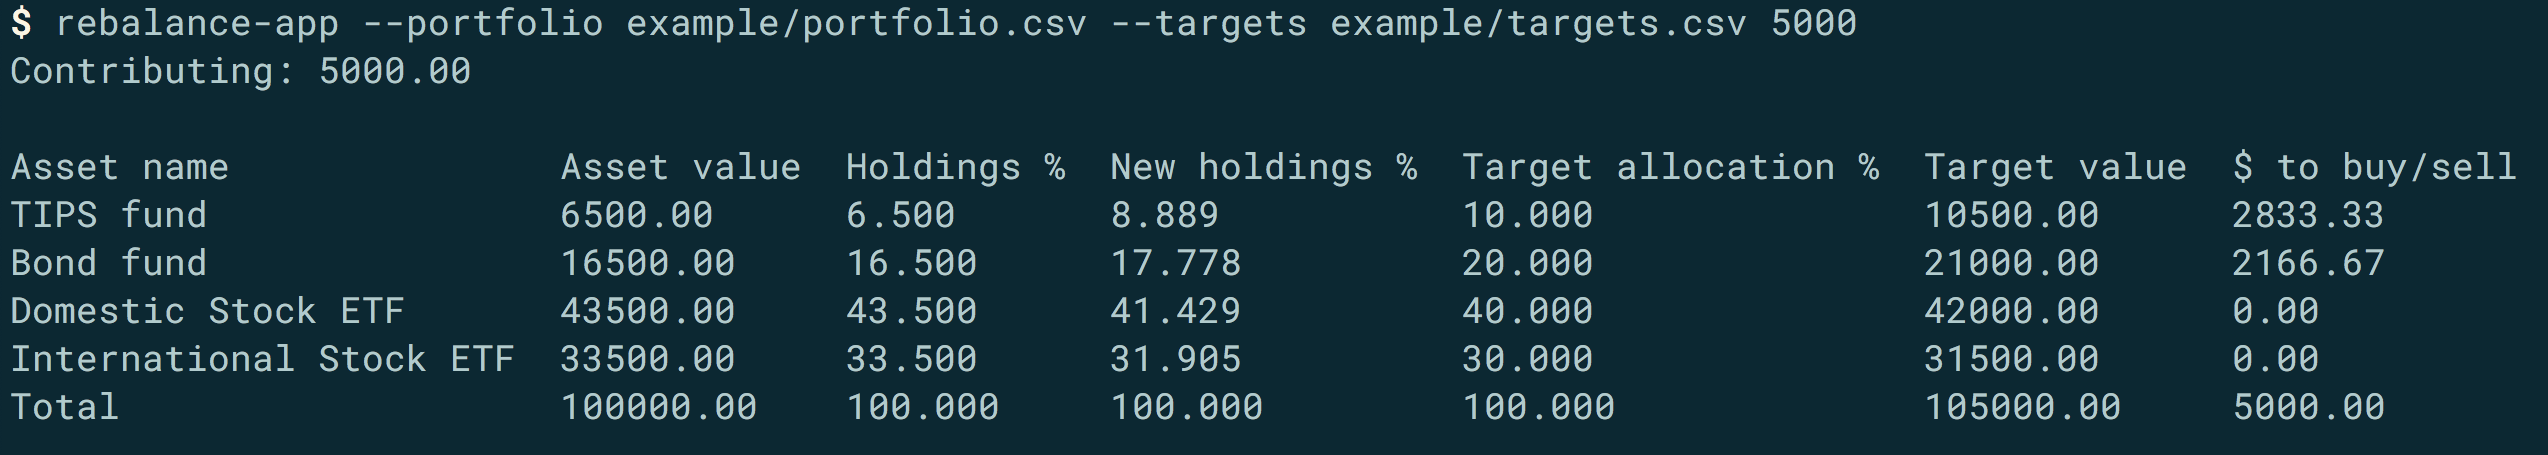 $ rebalance-app --portfolio example/portfolio.csv --targets example/targets.csv 5000
Contributing: 5000.00
Asset name Asset value Holdings % New holdings % Target allocation % Target value $ to buy/sell
TIPS fund 6500.00 6.500 8.889 10.000 10500.00 2833.33
Bond fund 16500.00 16.500 17.778 20.000 21000.00 2166.67
Domestic Stock ETF 43500.00 43.500 41.429 40.000 42000.00 0.00
International Stock ETF 33500.00 33.500 31.905 30.000 31500.00 0.00
Total 100000.00 100.000 100.000 100.000 105000.00 5000.00